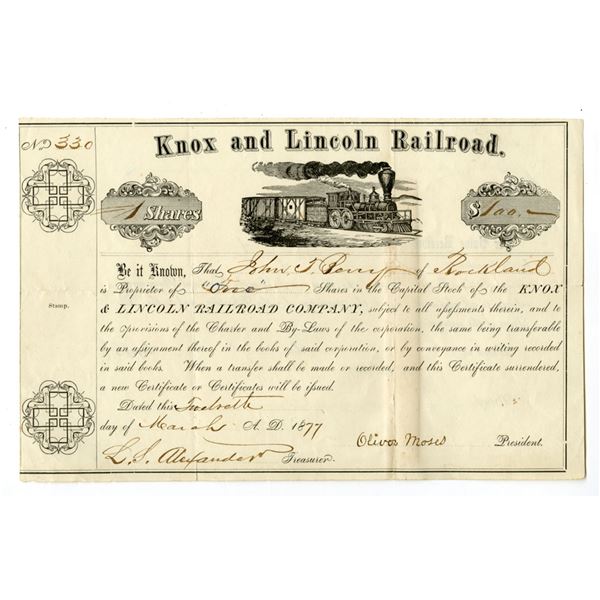 No 330
Knox and Lincoln Railroad.
1 Shares
$100.-
Be it Known, That John T. Berry of Rockland
is Proprietor of "One" Shares in the Capital Stock of the KNOX
& LINCOLN RAILROAD COMPANY, subject to all assessments therein, and to
the provisions of the Charter and By-Laws of the corporation, the same being transferable
by an assignment thereof in the books of said corporation, or by conveyance in writing recorded
in said books. When a transfer shall be made or recorded, and this Certificate surrendered,
a new Certificate or Certificates will be issued.
Stamp.
Dated this Twelveth
day of March A. D. 1877
Oliver Moses President.
L. S. Alexander Treasurer.